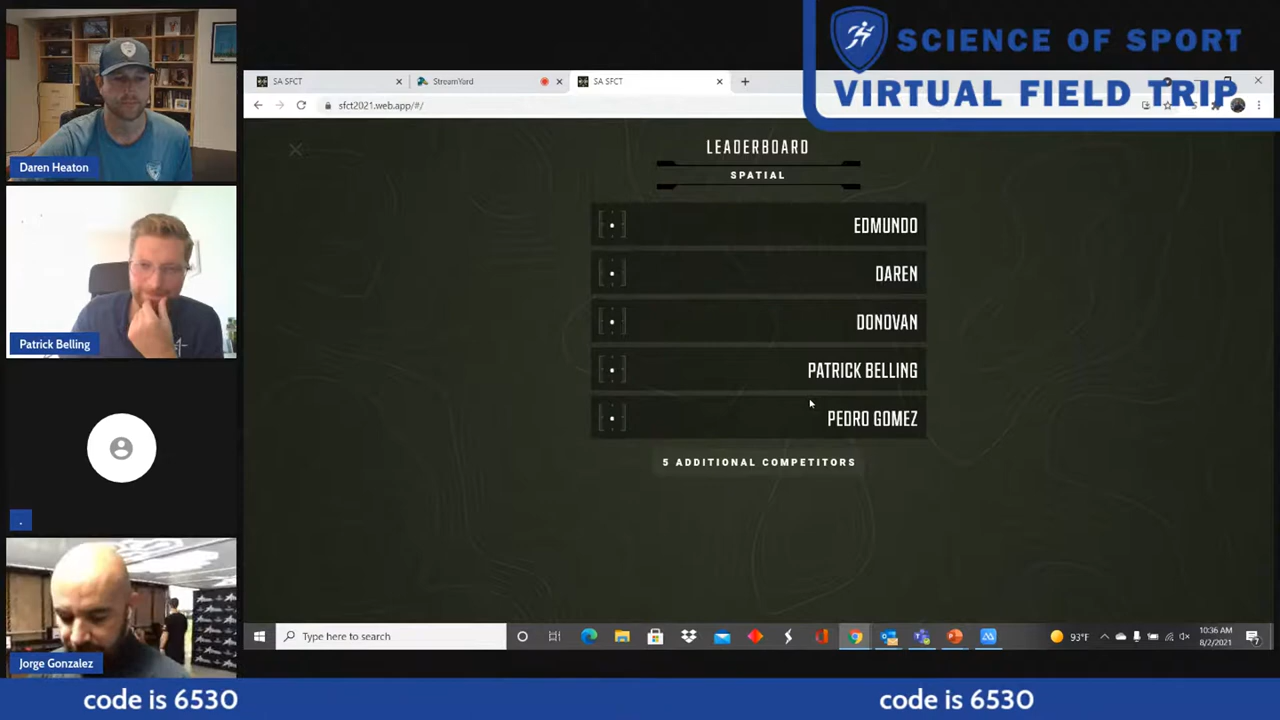 SCIENCE OF SPORT
VIRTUAL FIELD TRIP
Daren Heaton
Patrick Belling
.
Jorge Gonzalez
SA SFCT
StreamYard
SA SFCT
sfct2021.web.app/#/
LEADERBOARD
SPATIAL
EDMUNDO
DAREN
DONOVAN
PATRICK BELLING
PEDRO GOMEZ
5 ADDITIONAL COMPETITORS
Type here to search
93°F
10:36 AM
8/2/2021
code is 6530
code is 6530